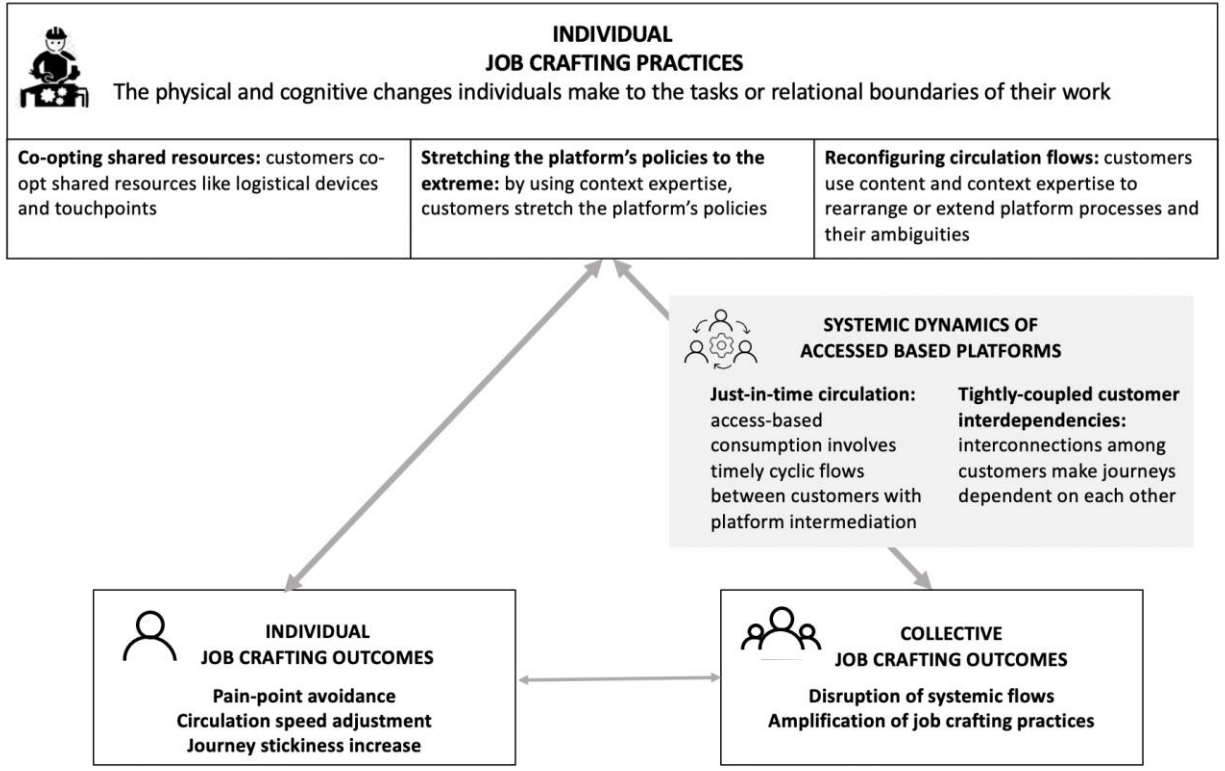 INDIVIDUAL
JOB CRAFTING PRACTICES
The physical and cognitive changes individuals make to the tasks or relational boundaries of their work
Co-opting shared resources: customers co-
opt shared resources like logistical devices
and touchpoints
Stretching the platform’s policies to the
extreme: by using context expertise,
customers stretch the platform’s policies
Reconfiguring circulation flows: customers
use content and context expertise to
rearrange or extend platform processes and
their ambiguities
SYSTEMIC DYNAMICS OF
ACCESSED BASED PLATFORMS
Just-in-time circulation:
access-based
consumption involves
timely cyclic flows
between customers with
platform intermediation
Tightly-coupled customer
interdependencies:
interconnections among
customers make journeys
dependent on each other
INDIVIDUAL
JOB CRAFTING OUTCOMES
Pain-point avoidance
Circulation speed adjustment
Journey stickiness increase
COLLECTIVE
JOB CRAFTING OUTCOMES
Disruption of systemic flows
Amplification of job crafting practices